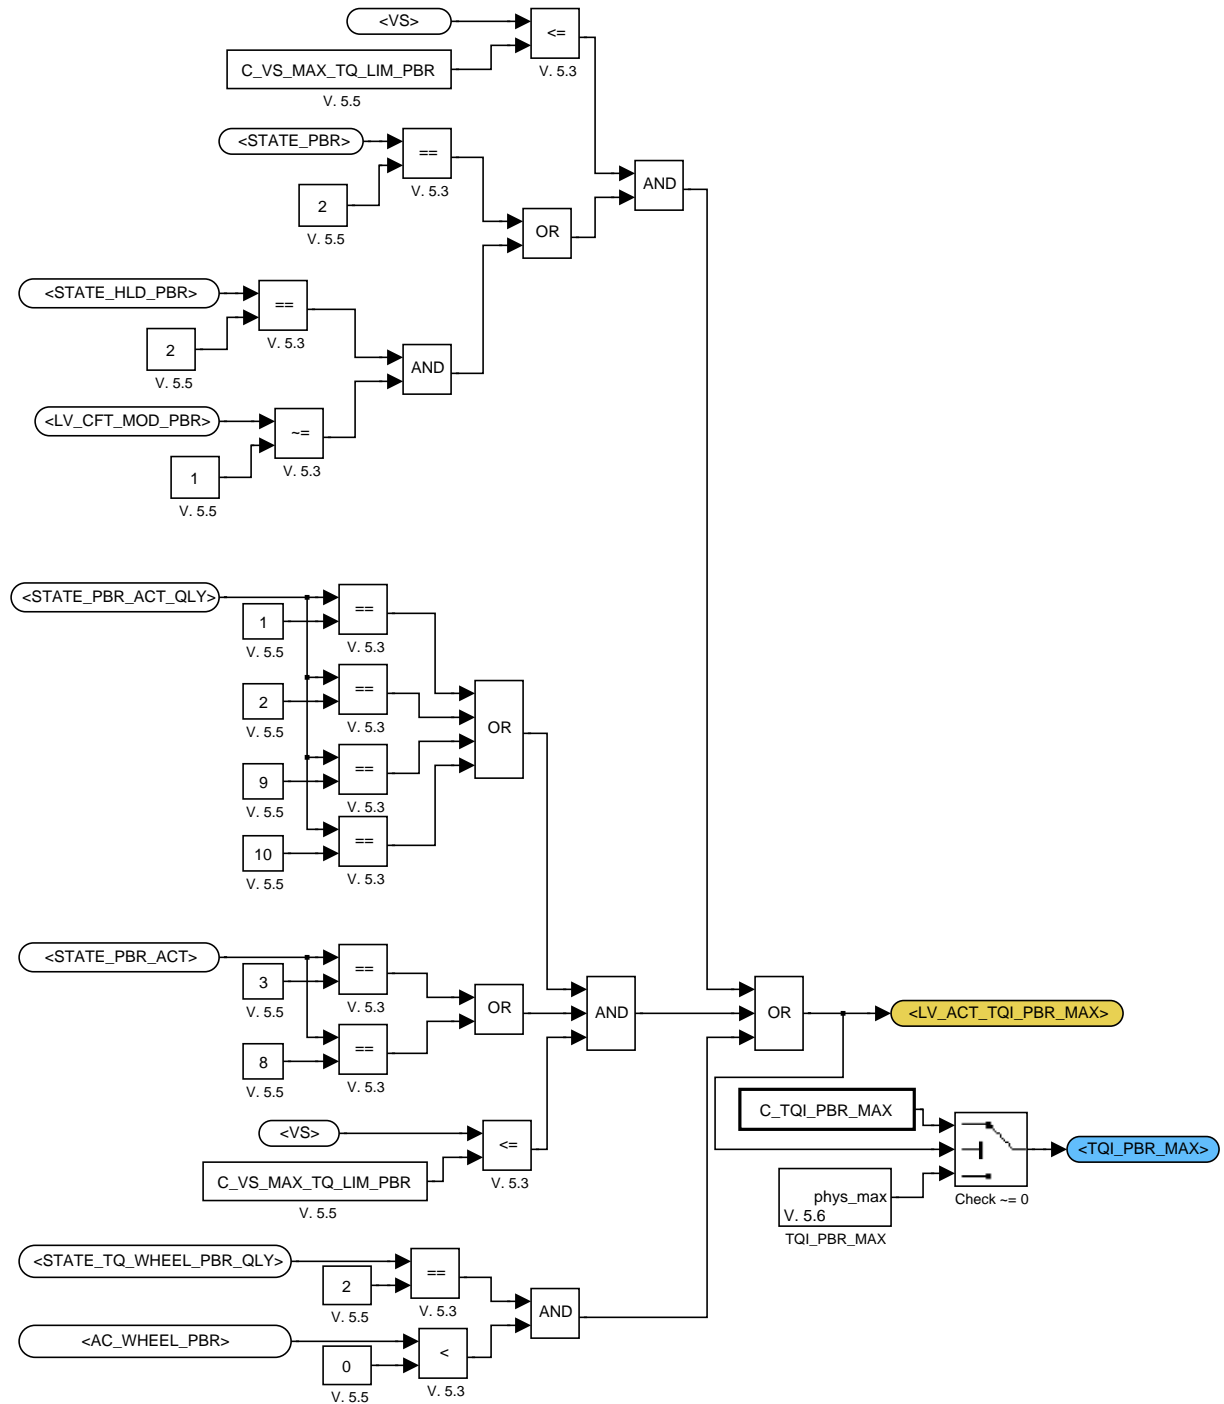 <VS>
<=
V. 5.3
C_VS_MAX_TQ_LIM_PBR
V. 5.5
<STATE_PBR>
==
V. 5.3
2
V. 5.5
AND
OR
<STATE_HLD_PBR>
==
V. 5.3
2
V. 5.5
AND
<LV_CFT_MOD_PBR>
~=
V. 5.3
1
V. 5.5
<STATE_PBR_ACT_QLY>
==
V. 5.3
1
V. 5.5
==
V. 5.3
2
V. 5.5
OR
==
V. 5.3
9
V. 5.5
==
V. 5.3
10
V. 5.5
<STATE_PBR_ACT>
==
V. 5.3
3
V. 5.5
OR
AND
OR
<LV_ACT_TQI_PBR_MAX>
==
V. 5.3
8
V. 5.5
C_TQI_PBR_MAX
<VS>
<=
V. 5.3
C_VS_MAX_TQ_LIM_PBR
V. 5.5
<TQI_PBR_MAX>
Check ~= 0
phys_max
V. 5.6
TQI_PBR_MAX
<STATE_TQ_WHEEL_PBR_QLY>
==
V. 5.3
2
V. 5.5
AND
<AC_WHEEL_PBR>
<
V. 5.3
0
V. 5.5